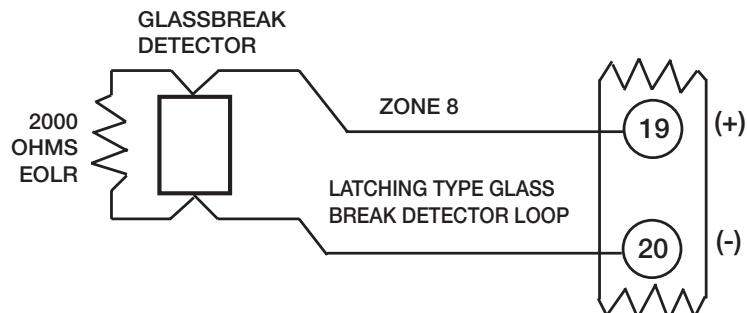 GLASSBREAK
DETECTOR
2000
OHMS
EOLR
ZONE 8
19
(+)
LATCHING TYPE GLASS
BREAK DETECTOR LOOP
20
(-)